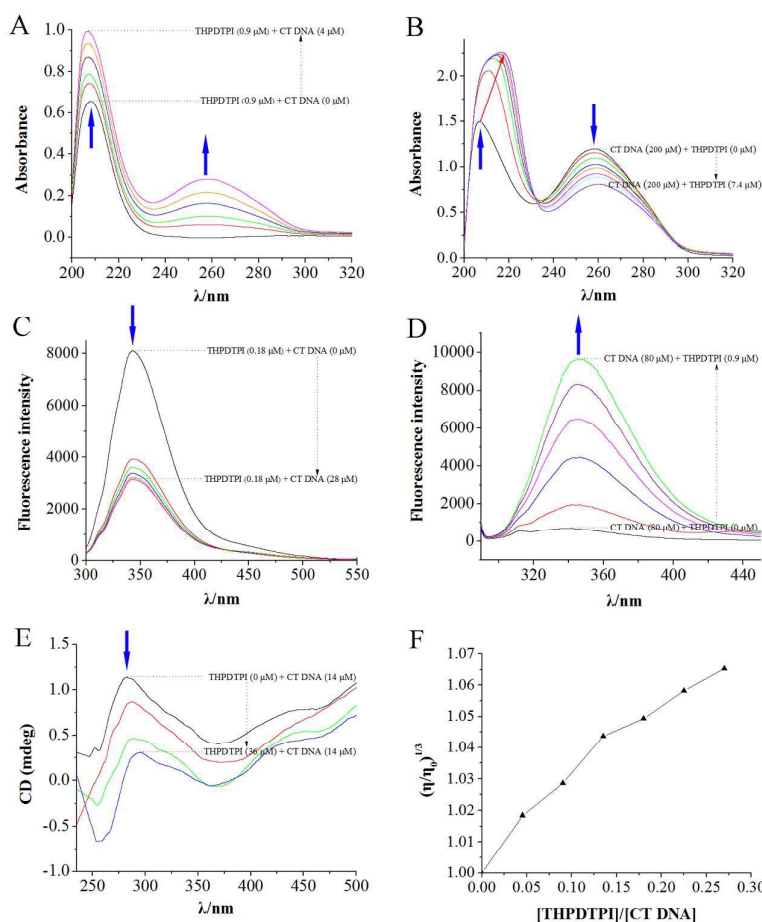 A
THPDTPI (0.9 μM) + CT DNA (4 μM)
THPDTPI (0.9 μM) + CT DNA (0 μM)
Absorbance
1.0
0.8
0.6
0.4
0.2
0.0
200 220 240 260 280 300 320
λ/nm
B
CT DNA (200 μM) + THPDTPI (0 μM)
CT DNA (200 μM) + THPDTPI (7.4 μM)
Absorbance
2.0
1.5
1.0
0.5
0.0
200 220 240 260 280 300 320
λ/nm
C
THPDTPI (0.18 μM) + CT DNA (0 μM)
THPDTPI (0.18 μM) + CT DNA (28 μM)
Fluorescence intensity
8000
6000
4000
2000
0
300 350 400 450 500 550
λ/nm
D
CT DNA (80 μM) + THPDTPI (0.9 μM)
CT DNA (80 μM) + THPDTPI (0 μM)
Fluorescence intensity
10000
8000
6000
4000
2000
0
320 360 400 440
λ/nm
E
THPDTPI (0 μM) + CT DNA (14 μM)
THPDTPI (36 μM) + CT DNA (14 μM)
CD (mdeg)
1.5
1.0
0.5
0.0
-0.5
-1.0
250 300 350 400 450 500
λ/nm
F
(η/η0)1/3
1.07
1.06
1.05
1.04
1.03
1.02
1.01
1.00
0.00 0.05 0.10 0.15 0.20 0.25 0.30
[THPDTPI]/[CT DNA]